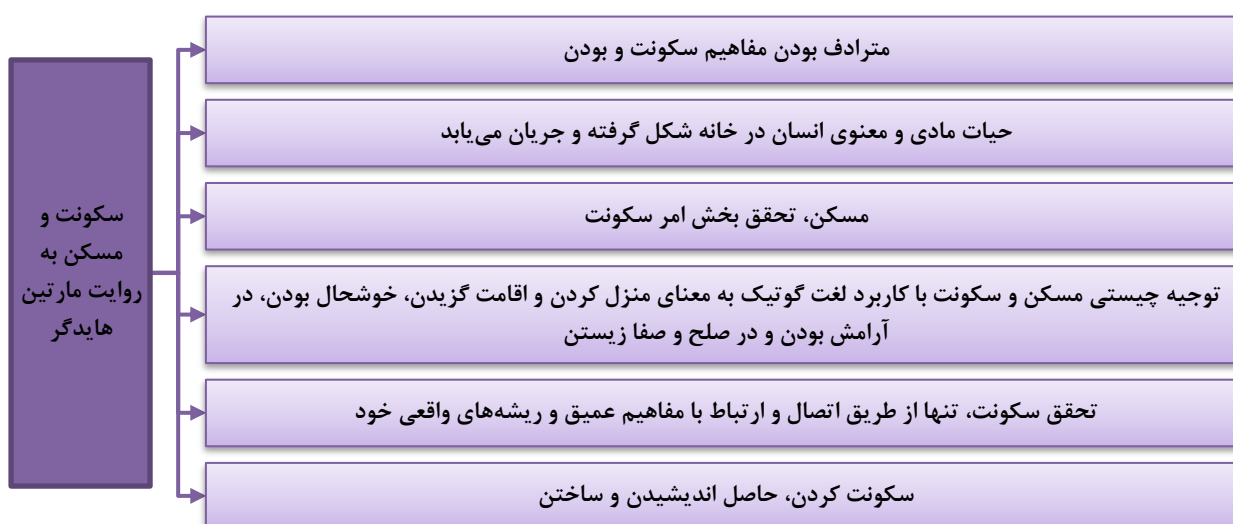 سکونت و
مسکن به
روایت مارتین
هایدگر
مترادف بودن مفاهیم سکونت و بودن
حیات مادی و معنوی انسان در خانه شکل گرفته و جریان می‌یابد
مسکن، تحقق بخش امر سکونت
توجیه چیستی مسکن و سکونت با کاربرد لغت گوتیک به معنای منزل کردن و اقامت گزیدن، خوشحال بودن، در
آرامش بودن و در صلح و صفا زیستن
تحقق سکونت، تنها از طریق اتصال و ارتباط با مفاهیم عمیق و ریشه‌های واقعی خود
سکونت کردن، حاصل اندیشیدن و ساختن